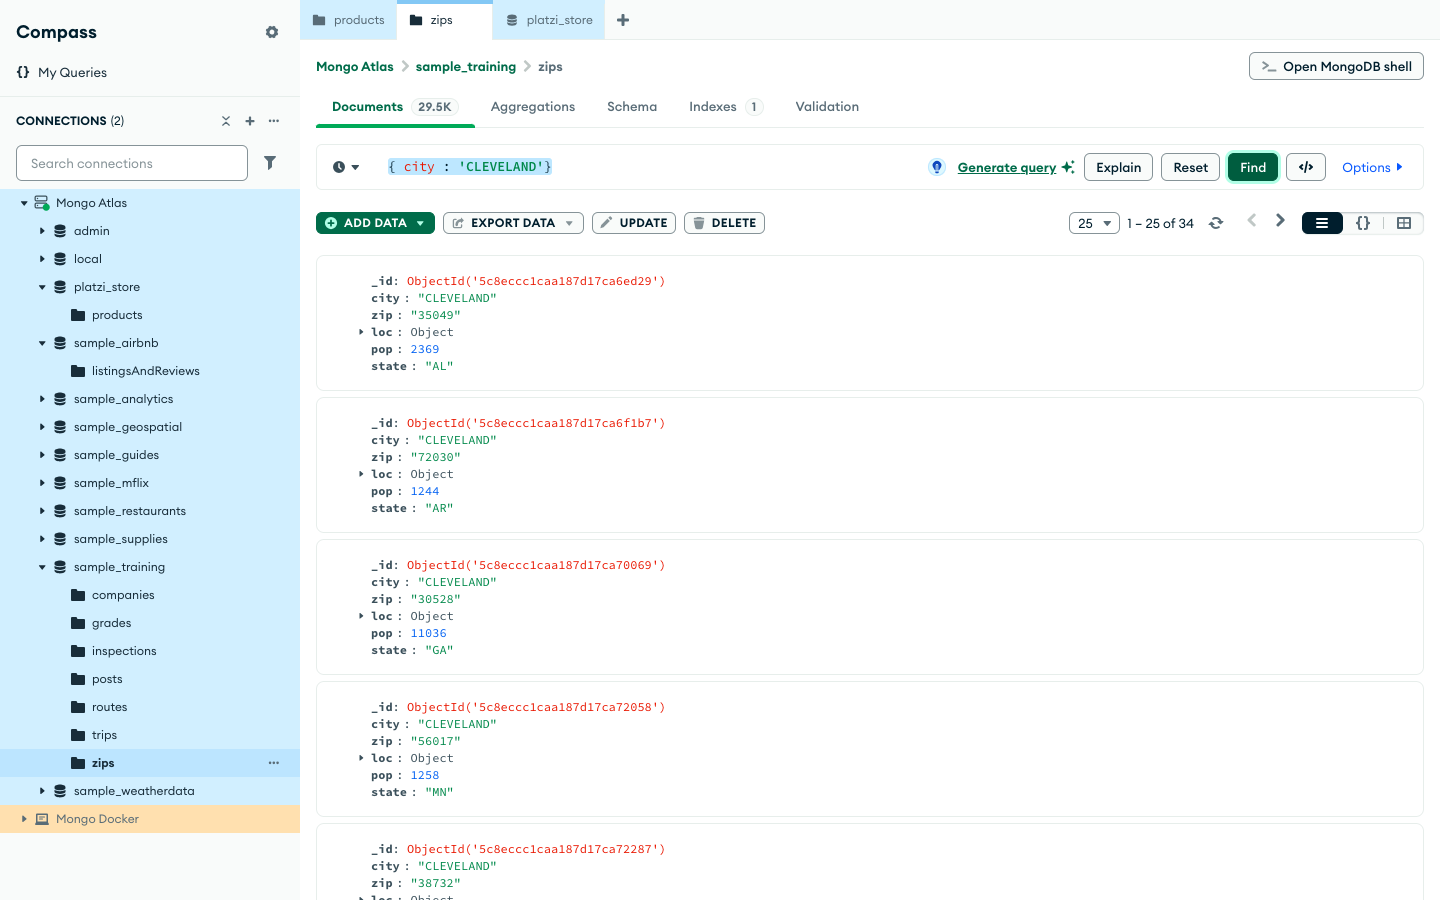 Compass
My Queries
CONNECTIONS (2)
Search connections
Mongo Atlas
admin
local
platzi_store
products
sample_airbnb
listingsAndReviews
sample_analytics
sample_geospatial
sample_guides
sample_mflix
sample_restaurants
sample_supplies
sample_training
companies
grades
inspections
posts
routes
trips
zips
sample_weatherdata
Mongo Docker
products zips platzi_store
Mongo Atlas sample_training zips
>_ Open MongoDB shell
Documents 29.5K Aggregations Schema Indexes 1 Validation
{ city : 'CLEVELAND'}
Generate query Explain Reset Find </> Options
ADD DATA EXPORT DATA UPDATE DELETE
25 1 – 25 of 34 {}
_id: ObjectId('5c8eccc1caa187d17ca6ed29')
city : "CLEVELAND"
zip : "35049"
loc : Object
pop : 2369
state : "AL"
_id: ObjectId('5c8eccc1caa187d17ca6f1b7')
city : "CLEVELAND"
zip : "72030"
loc : Object
pop : 1244
state : "AR"
_id: ObjectId('5c8eccc1caa187d17ca70069')
city : "CLEVELAND"
zip : "30528"
loc : Object
pop : 11036
state : "GA"
_id: ObjectId('5c8eccc1caa187d17ca72058')
city : "CLEVELAND"
zip : "56017"
loc : Object
pop : 1258
state : "MN"
_id: ObjectId('5c8eccc1caa187d17ca72287')
city : "CLEVELAND"
zip : "38732"
loc : Object